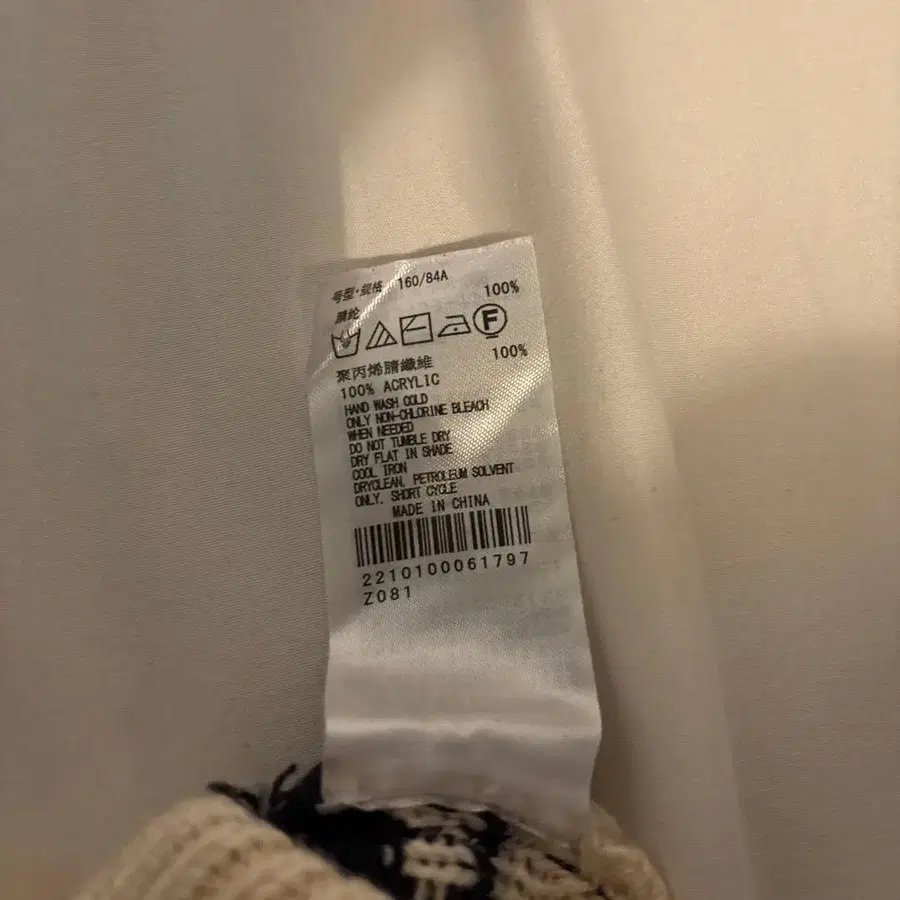 号型·规格 160/84A
腈纶 100%
F
聚丙烯腈纖維 100%
100% ACRYLIC
HAND WASH COLD
ONLY NON-CHLORINE BLEACH
WHEN NEEDED
DO NOT TUMBLE DRY
DRY FLAT IN SHADE
COOL IRON
DRYCLEAN, PETROLEUM SOLVENT
ONLY. SHORT CYCLE
MADE IN CHINA
2210100061797
Z081